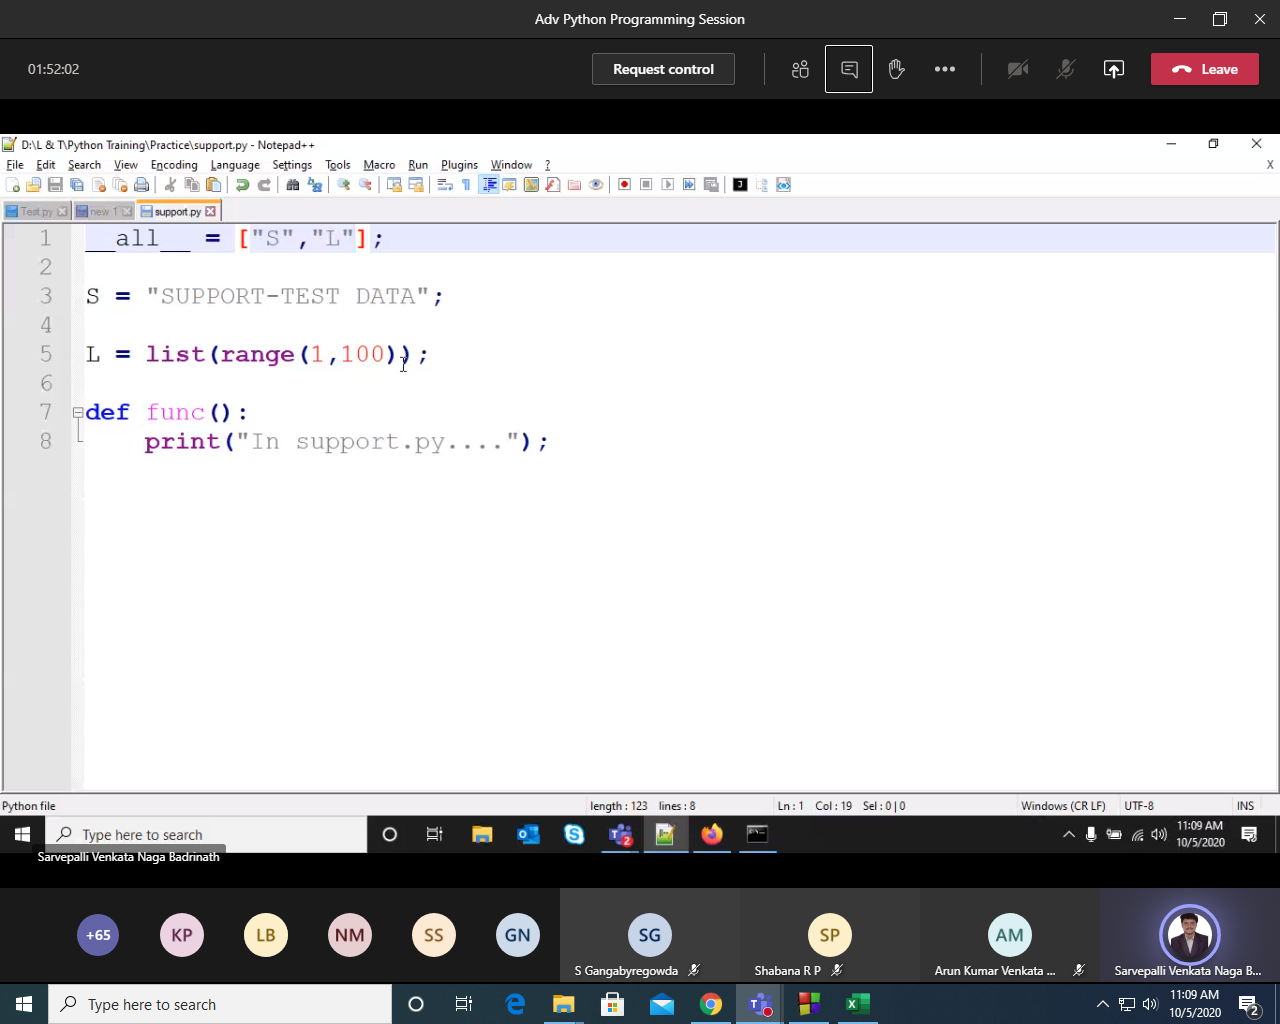 Adv Python Programming Session
01:52:02
Request control
Leave
D:\L & T\Python Training\Practice\support.py - Notepad++
File Edit Search View Encoding Language Settings Tools Macro Run Plugins Window ? X
Test.py new 1 support.py
1 __all__ = ["S","L"];
2
3 S = "SUPPORT-TEST DATA";
4
5 L = list(range(1,100));
6
7 def func():
8 print("In support.py....");
Python file length : 123 lines : 8 Ln : 1 Col : 19 Sel : 0 | 0 Windows (CR LF) UTF-8 INS
Type here to search
2
11:09 AM
10/5/2020
Sarvepalli Venkata Naga Badrinath
+65 KP LB NM SS GN SG SP AM
S Gangabyregowda Shabana R P Arun Kumar Venkata ... Sarvepalli Venkata Naga B...
Type here to search
11:09 AM
10/5/2020
2